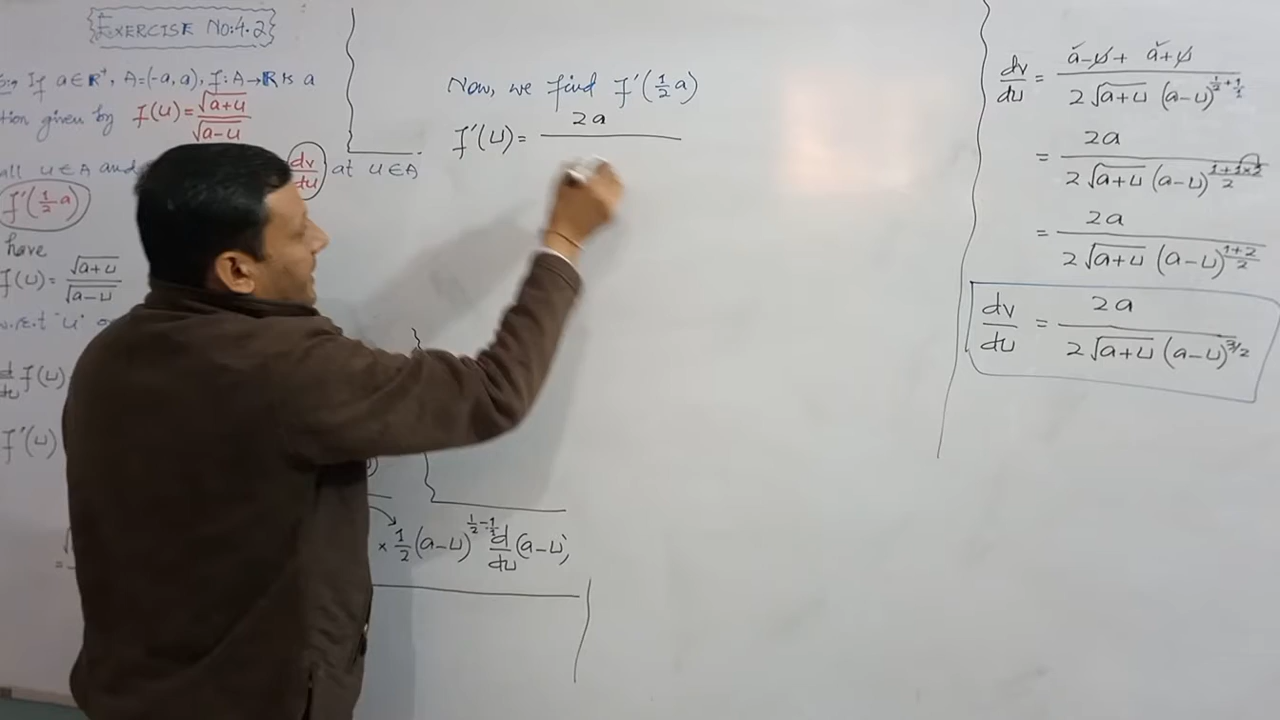 EXERCISE No:4.2
If a∈R⁺, A=(-a, a), f: A→R is a
given by f(u)=√(a+u)/√(a-u)
u∈A and dv/du at u∈A
f'(½a)
have
f(u)=√(a+u)/√(a-u)
w.r.t "u"
d/du f(u)
f'(u)
=
×½(a-u)^(½-1) d/du(a-u)
Now, we find f'(½a)
f'(u)= 2a
dv/du = (a-u+a+u)/(2√(a+u) (a-u)^(½+1))
= 2a/(2√(a+u) (a-u)^((1+1×2)/2))
= 2a/(2√(a+u) (a-u)^((1+2)/2))
dv/du = 2a/(2√(a+u) (a-u)^(3/2))